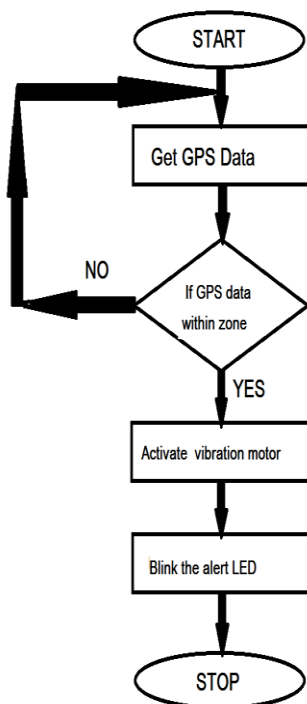 START
Get GPS Data
If GPS data
within zone
NO
YES
Activate vibration motor
Blink the alert LED
STOP